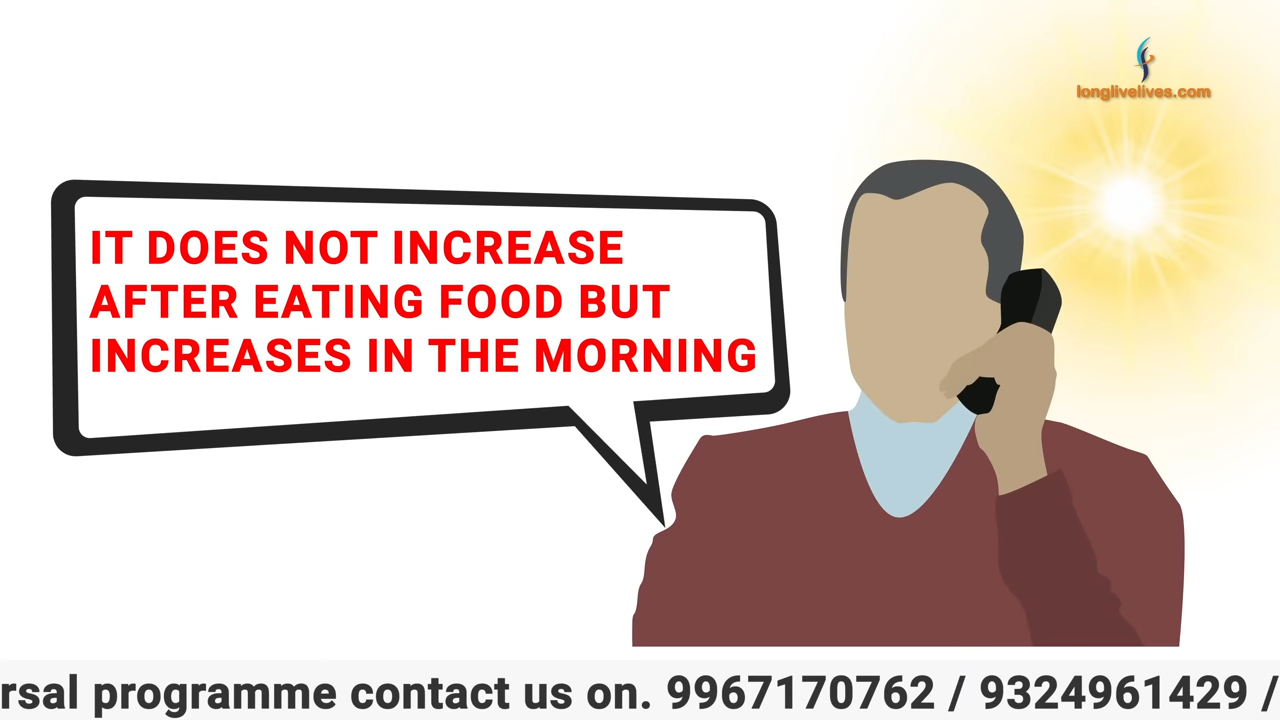 longlivelives.com
IT DOES NOT INCREASE
AFTER EATING FOOD BUT
INCREASES IN THE MORNING
rsal programme contact us on. 9967170762 / 9324961429 /